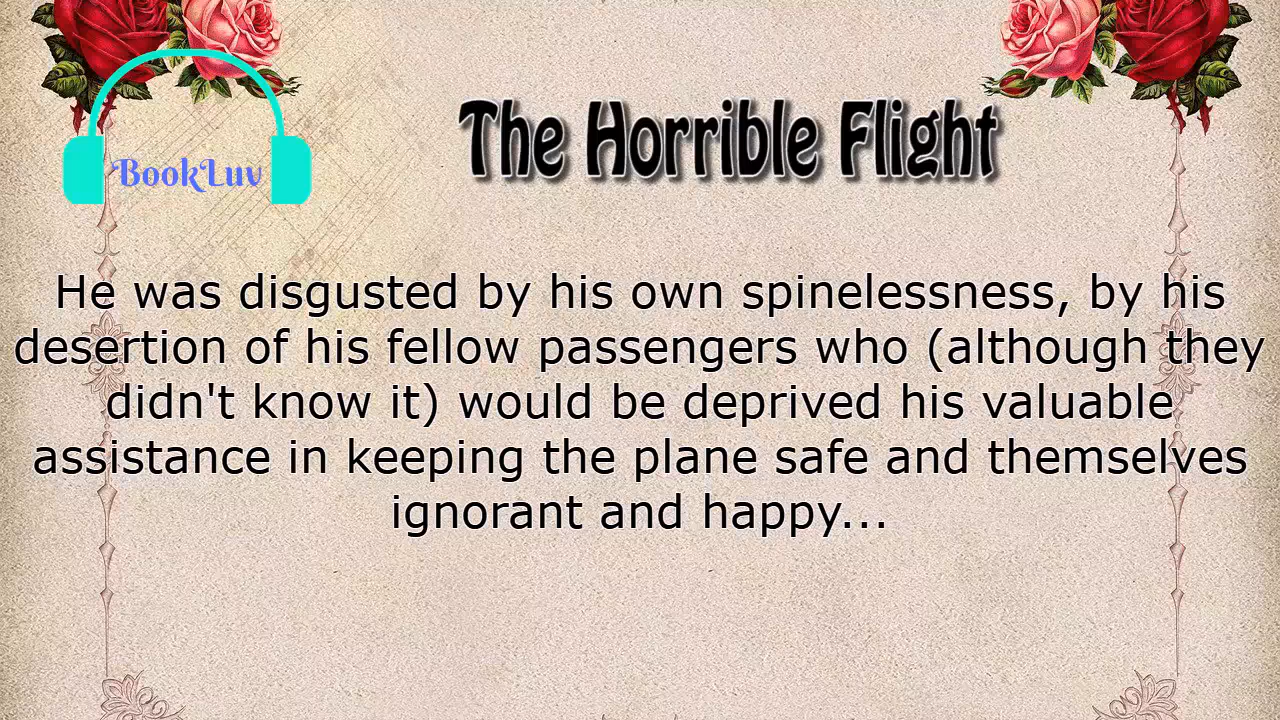 The Horrible Flight
BookLuv
He was disgusted by his own spinelessness, by his
desertion of his fellow passengers who (although they
didn't know it) would be deprived his valuable
assistance in keeping the plane safe and themselves
ignorant and happy...